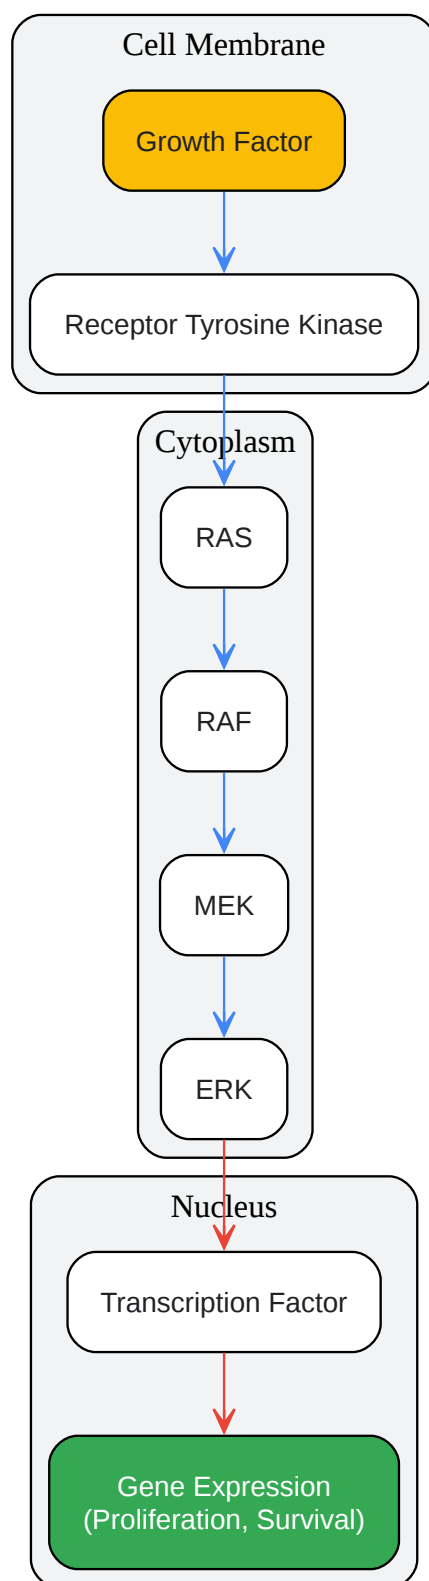 Cell Membrane
Growth Factor
Receptor Tyrosine Kinase
Cytoplasm
RAS
RAF
MEK
ERK
Nucleus
Transcription Factor
Gene Expression
(Proliferation, Survival)